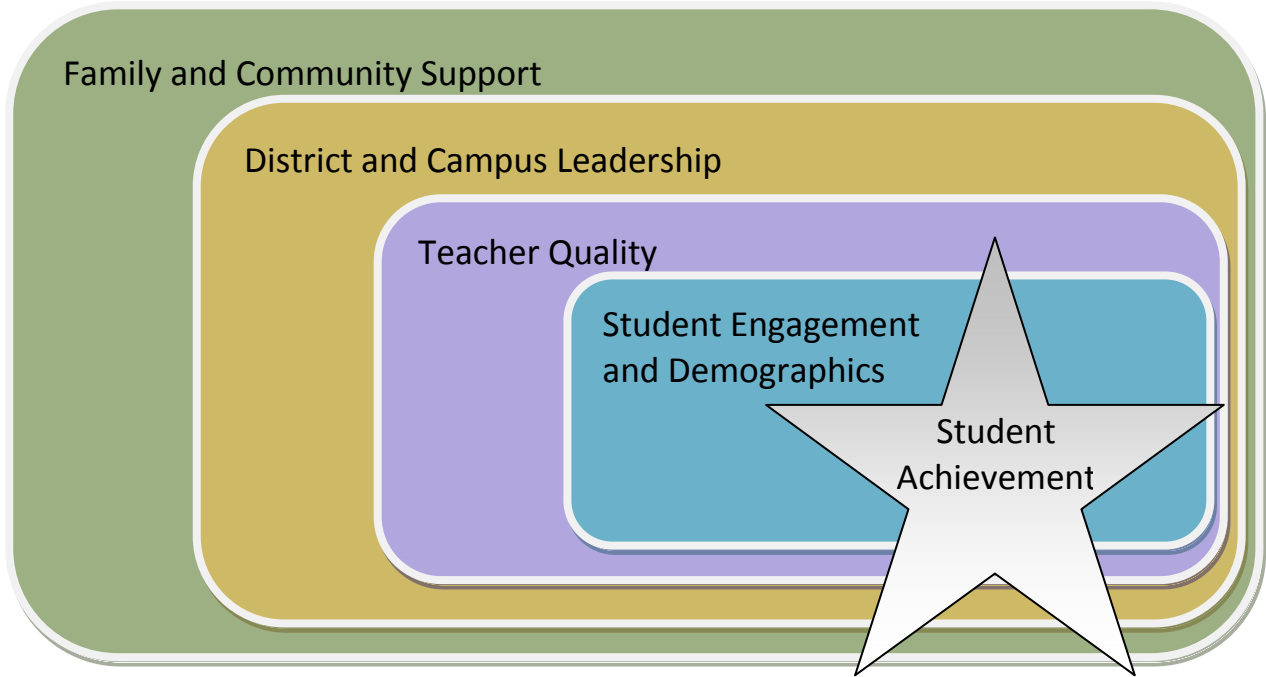 Family and Community Support
District and Campus Leadership
Teacher Quality
Student Engagement
and Demographics
Student
Achievement